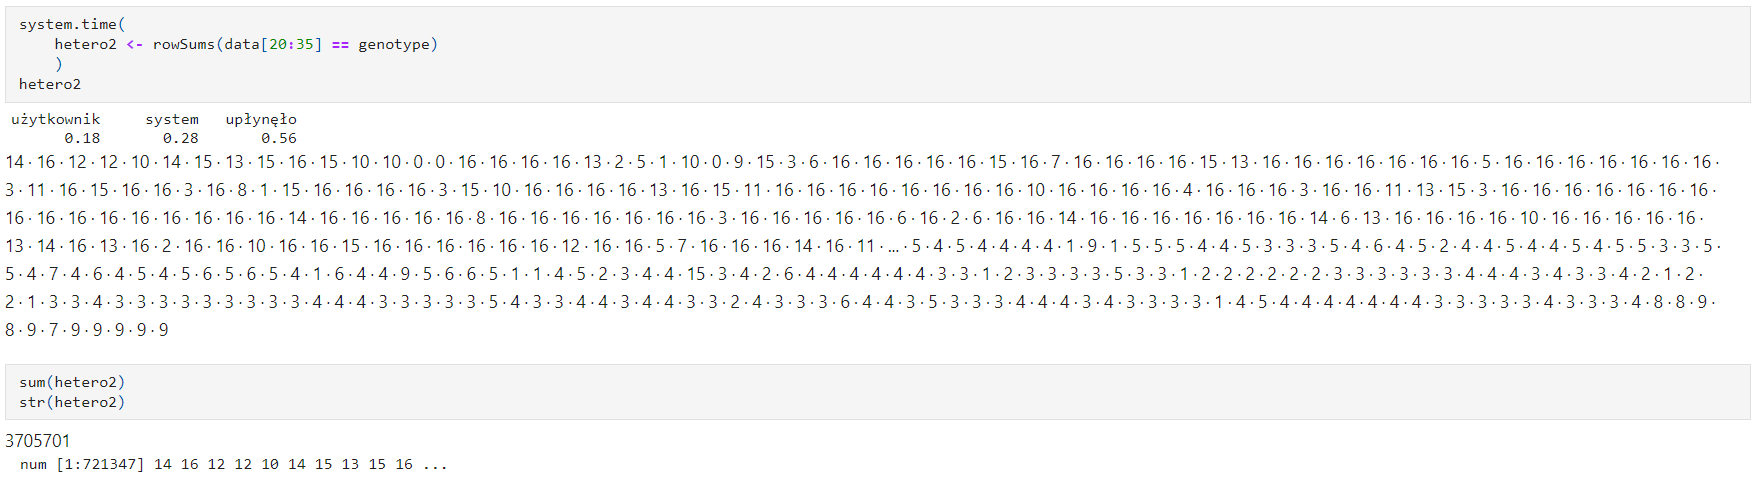 system.time(
    hetero2 <- rowSums(data[20:35] == genotype)
    )
hetero2
użytkownik     system   upłynęło
      0.18       0.28       0.56
14 · 16 · 12 · 12 · 10 · 14 · 15 · 13 · 15 · 16 · 15 · 10 · 10 · 0 · 0 · 16 · 16 · 16 · 16 · 13 · 2 · 5 · 1 · 10 · 0 · 9 · 15 · 3 · 6 · 16 · 16 · 16 · 16 · 16 · 15 · 16 · 7 · 16 · 16 · 16 · 16 · 15 · 13 · 16 · 16 · 16 · 16 · 16 · 16 · 16 · 5 · 16 · 16 · 16 · 16 · 16 · 16 · 16 ·
3 · 11 · 16 · 15 · 16 · 16 · 3 · 16 · 8 · 1 · 15 · 16 · 16 · 16 · 16 · 3 · 15 · 10 · 16 · 16 · 16 · 16 · 13 · 16 · 15 · 11 · 16 · 16 · 16 · 16 · 16 · 16 · 16 · 16 · 10 · 16 · 16 · 16 · 16 · 4 · 16 · 16 · 16 · 3 · 16 · 16 · 11 · 13 · 15 · 3 · 16 · 16 · 16 · 16 · 16 · 16 · 16 ·
16 · 16 · 16 · 16 · 16 · 16 · 16 · 16 · 16 · 14 · 16 · 16 · 16 · 16 · 16 · 8 · 16 · 16 · 16 · 16 · 16 · 16 · 16 · 3 · 16 · 16 · 16 · 16 · 16 · 6 · 16 · 2 · 6 · 16 · 16 · 14 · 16 · 16 · 16 · 16 · 16 · 16 · 16 · 14 · 6 · 13 · 16 · 16 · 16 · 16 · 10 · 16 · 16 · 16 · 16 · 16 ·
13 · 14 · 16 · 13 · 16 · 2 · 16 · 16 · 10 · 16 · 16 · 15 · 16 · 16 · 16 · 16 · 16 · 16 · 12 · 16 · 16 · 5 · 7 · 16 · 16 · 16 · 14 · 16 · 11 · ... · 5 · 4 · 5 · 4 · 4 · 4 · 4 · 1 · 9 · 1 · 5 · 5 · 5 · 4 · 4 · 5 · 3 · 3 · 3 · 5 · 4 · 6 · 4 · 5 · 2 · 4 · 4 · 5 · 4 · 4 · 5 · 4 · 5 · 5 · 3 · 3 · 5 ·
5 · 4 · 7 · 4 · 6 · 4 · 5 · 4 · 5 · 6 · 5 · 6 · 5 · 4 · 1 · 6 · 4 · 4 · 9 · 5 · 6 · 6 · 5 · 1 · 1 · 4 · 5 · 2 · 3 · 4 · 4 · 15 · 3 · 4 · 2 · 6 · 4 · 4 · 4 · 4 · 4 · 4 · 3 · 3 · 1 · 2 · 3 · 3 · 3 · 3 · 5 · 3 · 3 · 1 · 2 · 2 · 2 · 2 · 2 · 2 · 3 · 3 · 3 · 3 · 3 · 3 · 4 · 4 · 4 · 3 · 4 · 3 · 3 · 4 · 2 · 1 · 2 ·
2 · 1 · 3 · 3 · 4 · 3 · 3 · 3 · 3 · 3 · 3 · 3 · 3 · 3 · 4 · 4 · 4 · 3 · 3 · 3 · 3 · 3 · 5 · 4 · 3 · 3 · 4 · 4 · 3 · 4 · 4 · 3 · 3 · 2 · 4 · 3 · 3 · 3 · 6 · 4 · 4 · 3 · 5 · 3 · 3 · 3 · 4 · 4 · 4 · 3 · 4 · 3 · 3 · 3 · 3 · 1 · 4 · 5 · 4 · 4 · 4 · 4 · 4 · 4 · 4 · 3 · 3 · 3 · 3 · 3 · 4 · 3 · 3 · 3 · 4 · 8 · 8 · 9 ·
8 · 9 · 7 · 9 · 9 · 9 · 9 · 9
sum(hetero2)
str(hetero2)
3705701
 num [1:721347] 14 16 12 12 10 14 15 13 15 16 ...